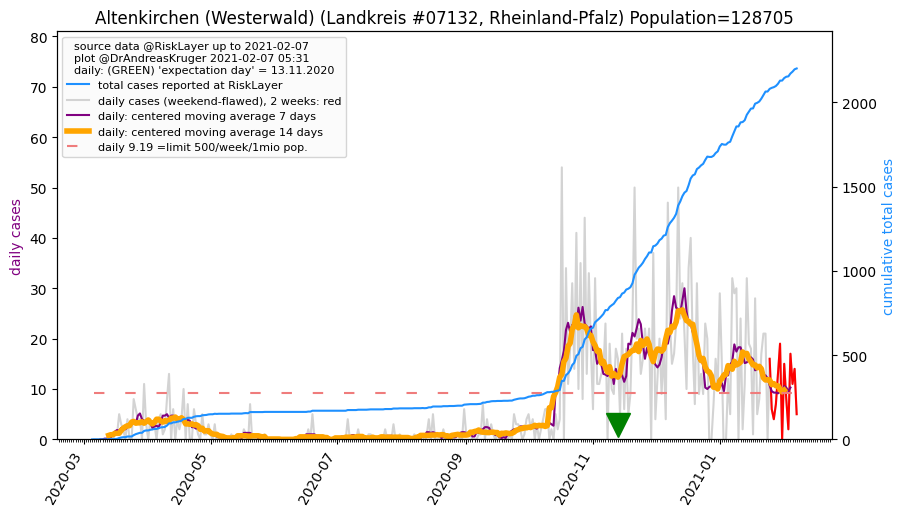 Altenkirchen (Westerwald) (Landkreis #07132, Rheinland-Pfalz) Population=128705
source data @RiskLayer up to 2021-02-07
plot @DrAndreasKruger 2021-02-07 05:31
daily: (GREEN) 'expectation day' = 13.11.2020
total cases reported at RiskLayer
daily cases (weekend-flawed), 2 weeks: red
daily: centered moving average 7 days
daily: centered moving average 14 days
daily 9.19 =limit 500/week/1mio pop.
daily cases
80
70
60
50
40
30
20
10
0
cumulative total cases
2000
1500
1000
500
0
2020-03
2020-05
2020-07
2020-09
2020-11
2021-01